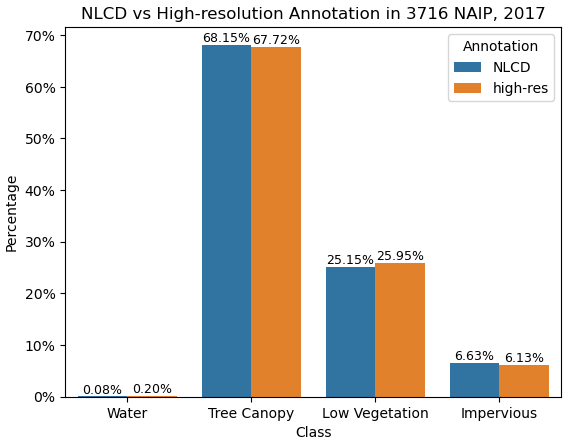 NLCD vs High-resolution Annotation in 3716 NAIP, 2017
70%
60%
50%
40%
30%
20%
10%
0%
Percentage
68.15% 67.72%
25.15% 25.95%
6.63% 6.13%
0.08% 0.20%
Annotation
NLCD
high-res
Water Tree Canopy Low Vegetation Impervious
Class